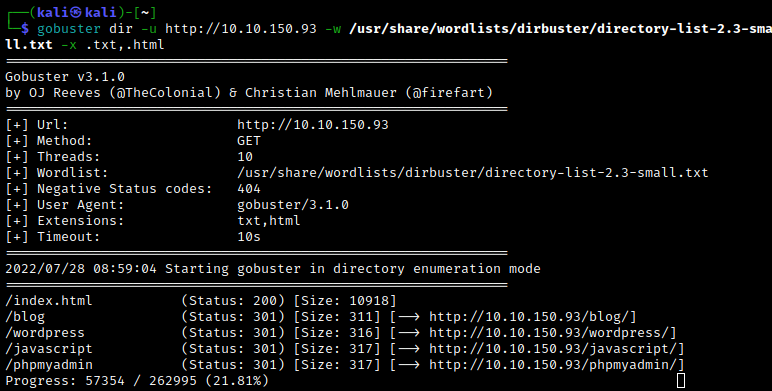 ┌──(kali㉿kali)-[~]
└─$ gobuster dir -u http://10.10.150.93 -w /usr/share/wordlists/dirbuster/directory-list-2.3-sma
ll.txt -x .txt,.html
===============================================================
Gobuster v3.1.0
by OJ Reeves (@TheColonial) & Christian Mehlmauer (@firefart)
===============================================================
[+] Url:                     http://10.10.150.93
[+] Method:                  GET
[+] Threads:                 10
[+] Wordlist:                /usr/share/wordlists/dirbuster/directory-list-2.3-small.txt
[+] Negative Status codes:   404
[+] User Agent:              gobuster/3.1.0
[+] Extensions:              txt,html
[+] Timeout:                 10s
===============================================================
2022/07/28 08:59:04 Starting gobuster in directory enumeration mode
===============================================================
/index.html           (Status: 200) [Size: 10918]
/blog                 (Status: 301) [Size: 311] [--> http://10.10.150.93/blog/]
/wordpress            (Status: 301) [Size: 316] [--> http://10.10.150.93/wordpress/]
/javascript           (Status: 301) [Size: 317] [--> http://10.10.150.93/javascript/]
/phpmyadmin           (Status: 301) [Size: 317] [--> http://10.10.150.93/phpmyadmin/]
Progress: 57354 / 262995 (21.81%)